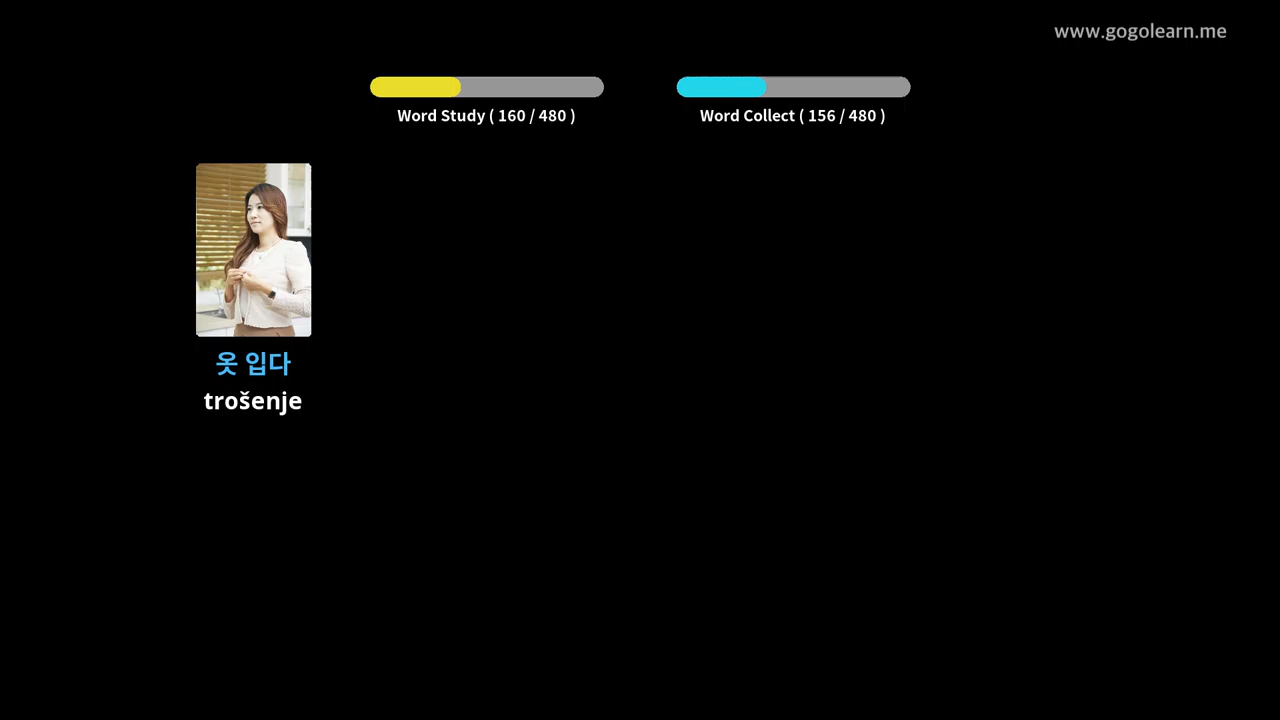 www.gogolearn.me
Word Study ( 160 / 480 )
Word Collect ( 156 / 480 )
옷 입다
trošenje